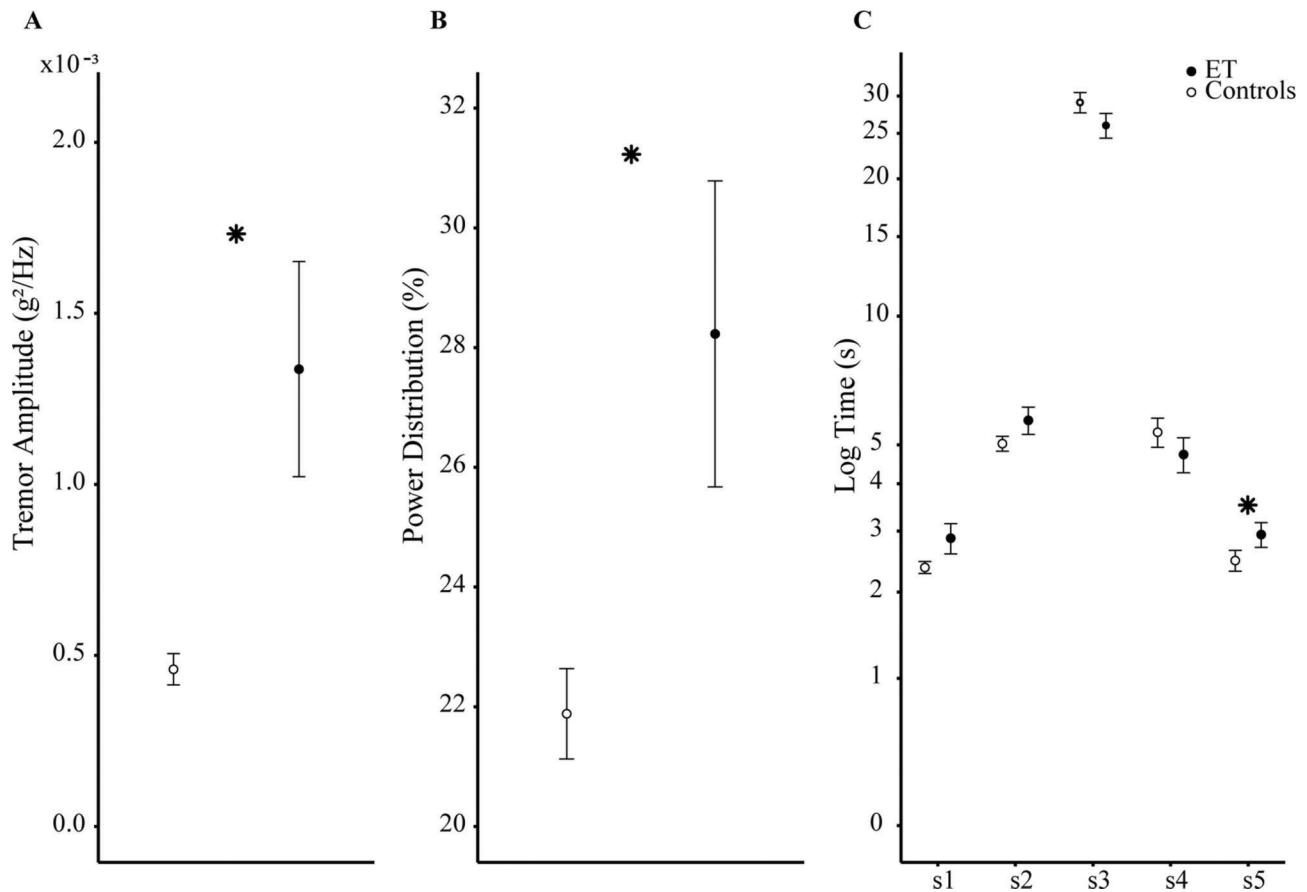 A
x10⁻³
2.0
1.5
1.0
0.5
0.0
Tremor Amplitude (g²/Hz)
B
32
30
28
26
24
22
20
Power Distribution (%)
C
ET
Controls
30
25
20
15
10
5
4
3
2
1
0
Log Time (s)
s1 s2 s3 s4 s5